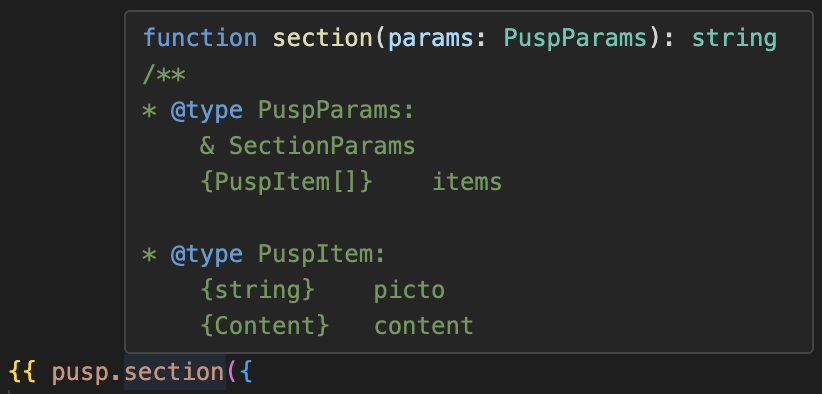 function section(params: PuspParams): string
/**
* @type PuspParams:
    & SectionParams
    {PuspItem[]}    items
* @type PuspItem:
    {string}    picto
    {Content}   content
{{ pusp.section({